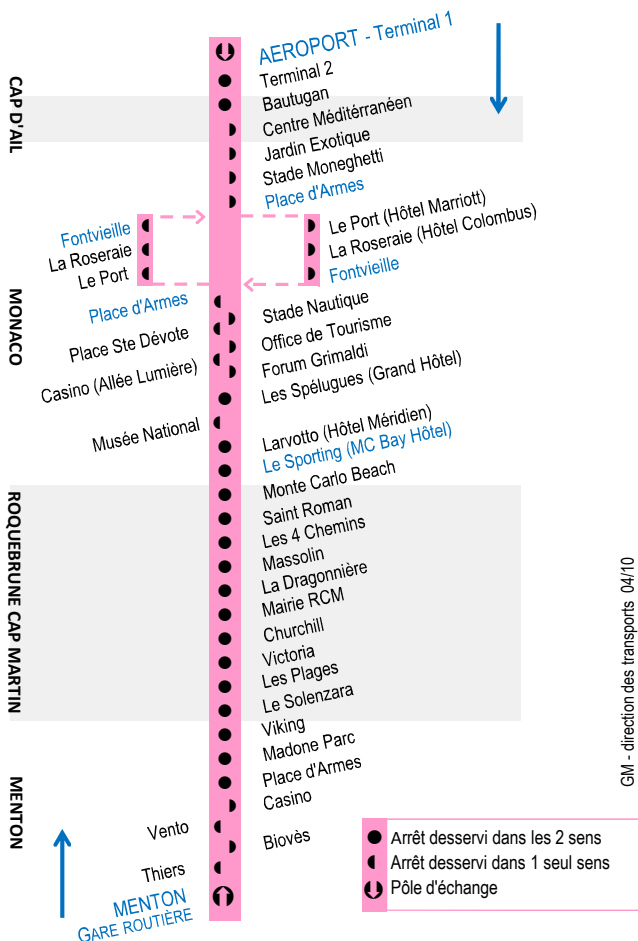 AEROPORT - Terminal 1
Terminal 2
Bautugan
Centre Méditérranéen
Jardin Exotique
Stade Moneghetti
Place d'Armes
CAP D'AIL
Fontvieille
La Roseraie
Le Port
Le Port (Hôtel Marriott)
La Roseraie (Hôtel Colombus)
Fontvieille
MONACO
Place d'Armes
Place Ste Dévote
Casino (Allée Lumière)
Musée National
Stade Nautique
Office de Tourisme
Forum Grimaldi
Les Spélugues (Grand Hôtel)
Larvotto (Hôtel Méridien)
Le Sporting (MC Bay Hôtel)
Monte Carlo Beach
Saint Roman
Les 4 Chemins
Massolin
La Dragonnière
Mairie RCM
Churchill
Victoria
Les Plages
Le Solenzara
Viking
Madone Parc
Place d'Armes
Casino
Biovès
ROQUEBRUNE CAP MARTIN
MENTON
Vento
Thiers
MENTON
GARE ROUTIÈRE
Arrêt desservi dans les 2 sens
Arrêt desservi dans 1 seul sens
Pôle d'échange
GM - direction des transports 04/10